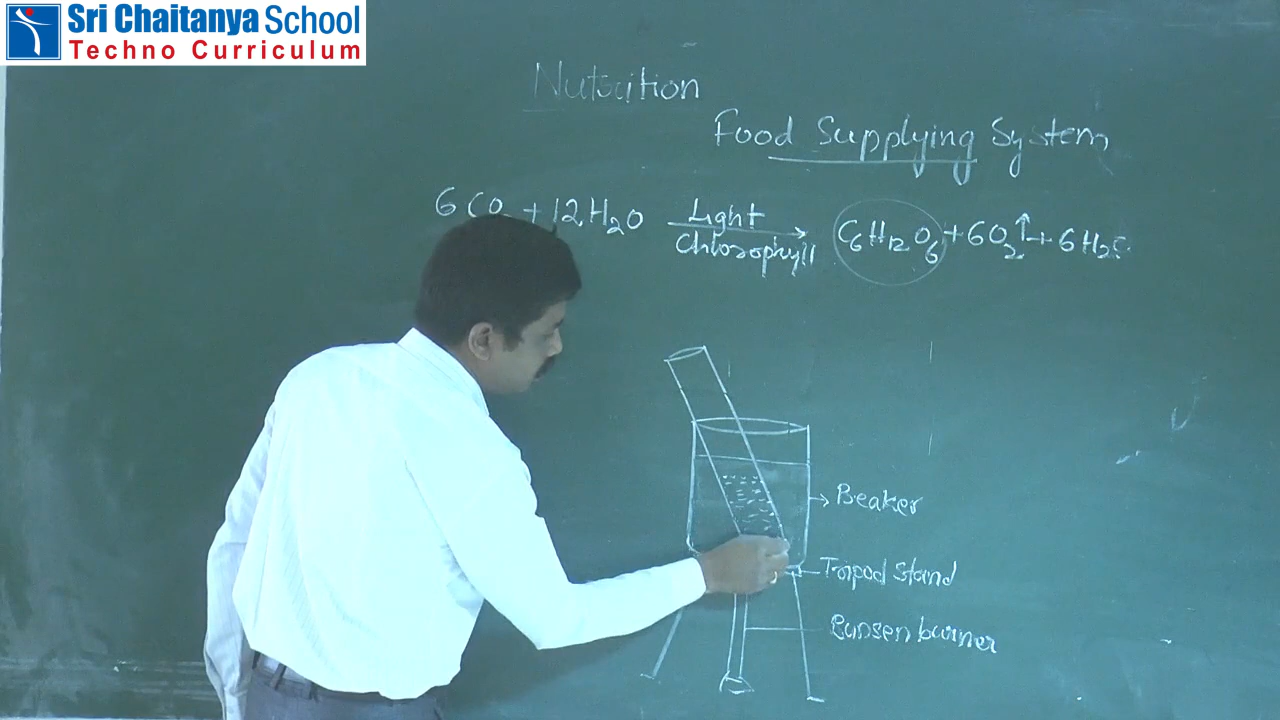 Sri Chaitanya School
Techno Curriculum
Nutrition
Food Supplying System
6CO + 12H₂O Light Chlorophyll C₆H₁₂O₆ + 6O₂↑ + 6H₂O
Beaker
Tripod stand
Bunsen burner